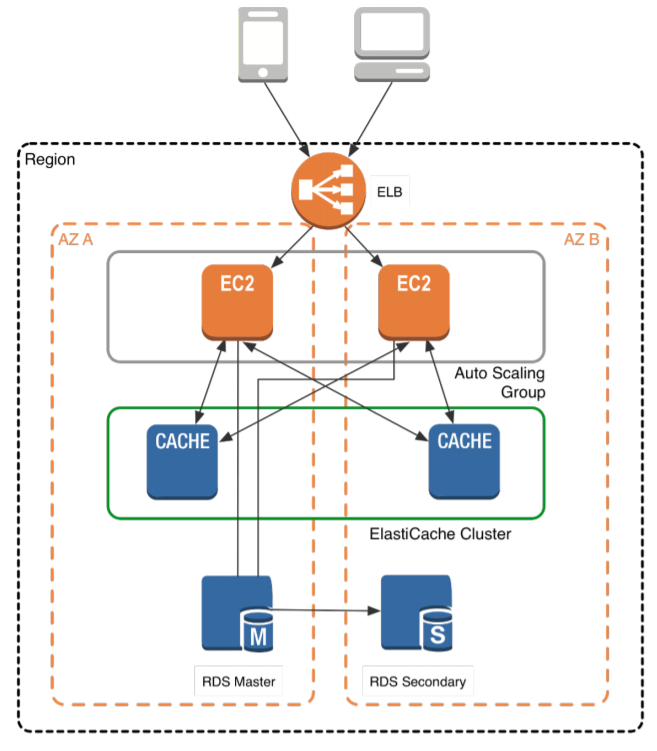 Region
ELB
AZ A
AZ B
EC2
EC2
Auto Scaling
Group
CACHE
CACHE
ElastiCache Cluster
M
S
RDS Master
RDS Secondary